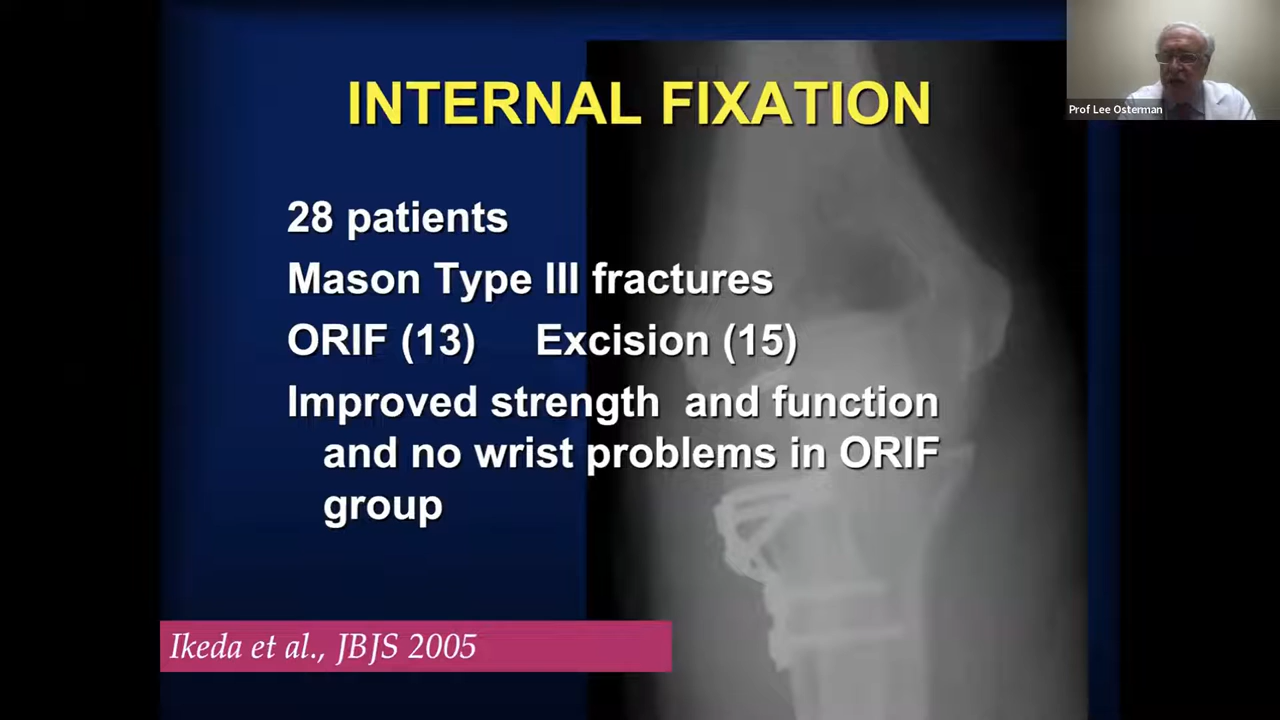 INTERNAL FIXATION
Prof Lee Osterman
28 patients
Mason Type III fractures
ORIF (13) Excision (15)
Improved strength and function
and no wrist problems in ORIF
group
Ikeda et al., JBJS 2005